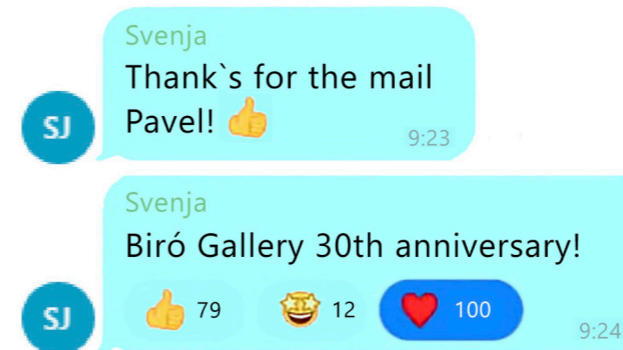 Svenja
Thank`s for the mail
Pavel! 👍
9:23
SJ
Svenja
Biró Gallery 30th anniversary!
👍 79 🤩 12 ❤️ 100
9:24
SJ